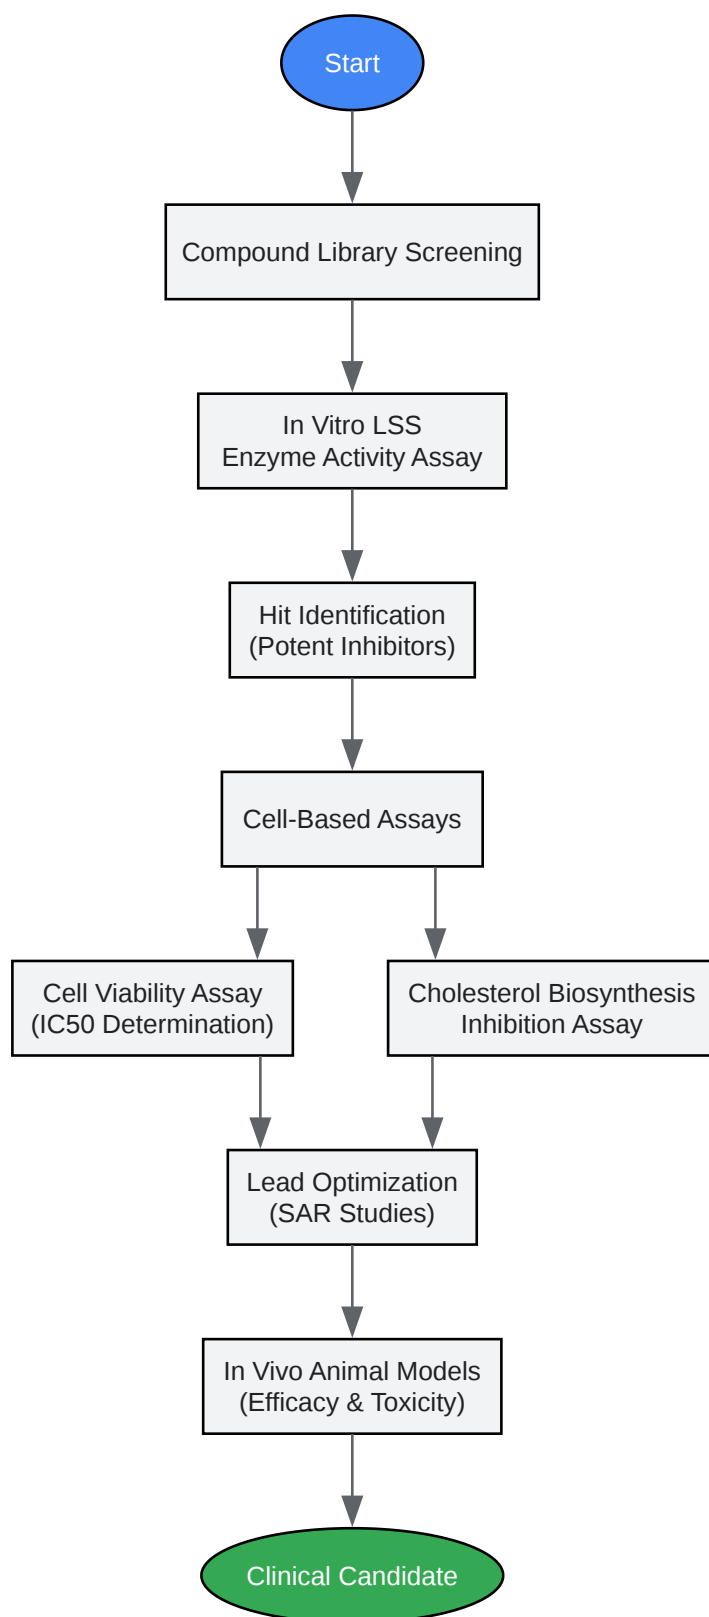 Start
Compound Library Screening
In Vitro LSS
Enzyme Activity Assay
Hit Identification
(Potent Inhibitors)
Cell-Based Assays
Cell Viability Assay
(IC50 Determination)
Cholesterol Biosynthesis
Inhibition Assay
Lead Optimization
(SAR Studies)
In Vivo Animal Models
(Efficacy & Toxicity)
Clinical Candidate